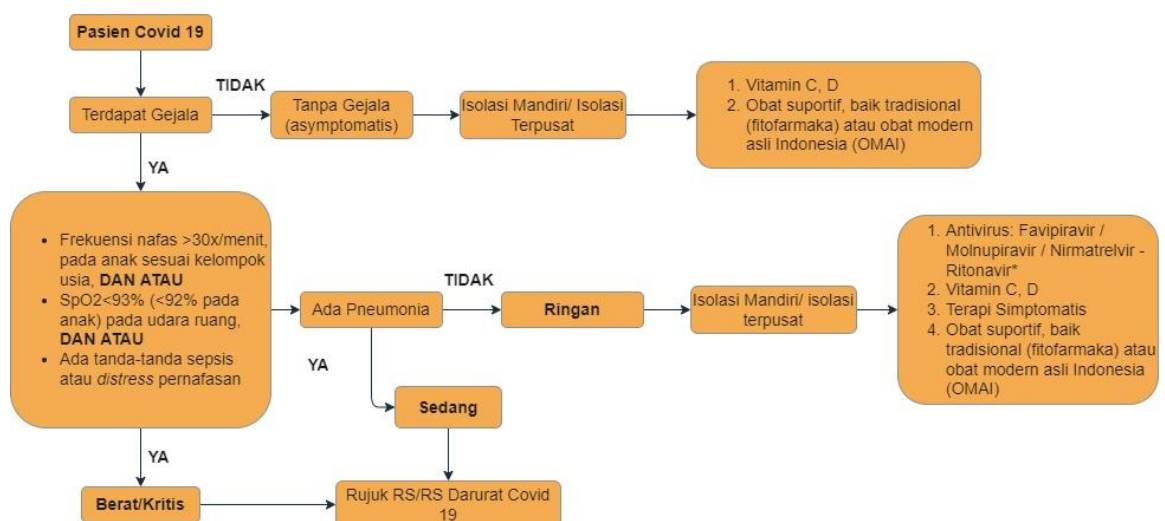 Pasien Covid 19
TIDAK
Terdapat Gejala
Tanpa Gejala
(asymptomatis)
Isolasi Mandiri/ Isolasi
Terpusat
1. Vitamin C, D
2. Obat suportif, baik tradisional
(fitofarmaka) atau obat modern
asli Indonesia (OMAI)
YA
• Frekuensi nafas >30x/menit,
pada anak sesuai kelompok
usia, DAN ATAU
• SpO2<93% (<92% pada
anak) pada udara ruang,
DAN ATAU
• Ada tanda-tanda sepsis
atau distress pernafasan
Ada Pneumonia
TIDAK
Ringan
Isolasi Mandiri/ isolasi
terpusat
1. Antivirus: Favipiravir /
Molnupiravir / Nirmatrelvir -
Ritonavir*
2. Vitamin C, D
3. Terapi Simptomatis
4. Obat suportif, baik
tradisional (fitofarmaka) atau
obat modern asli Indonesia
(OMAI)
YA
Sedang
YA
Berat/Kritis
Rujuk RS/RS Darurat Covid
19